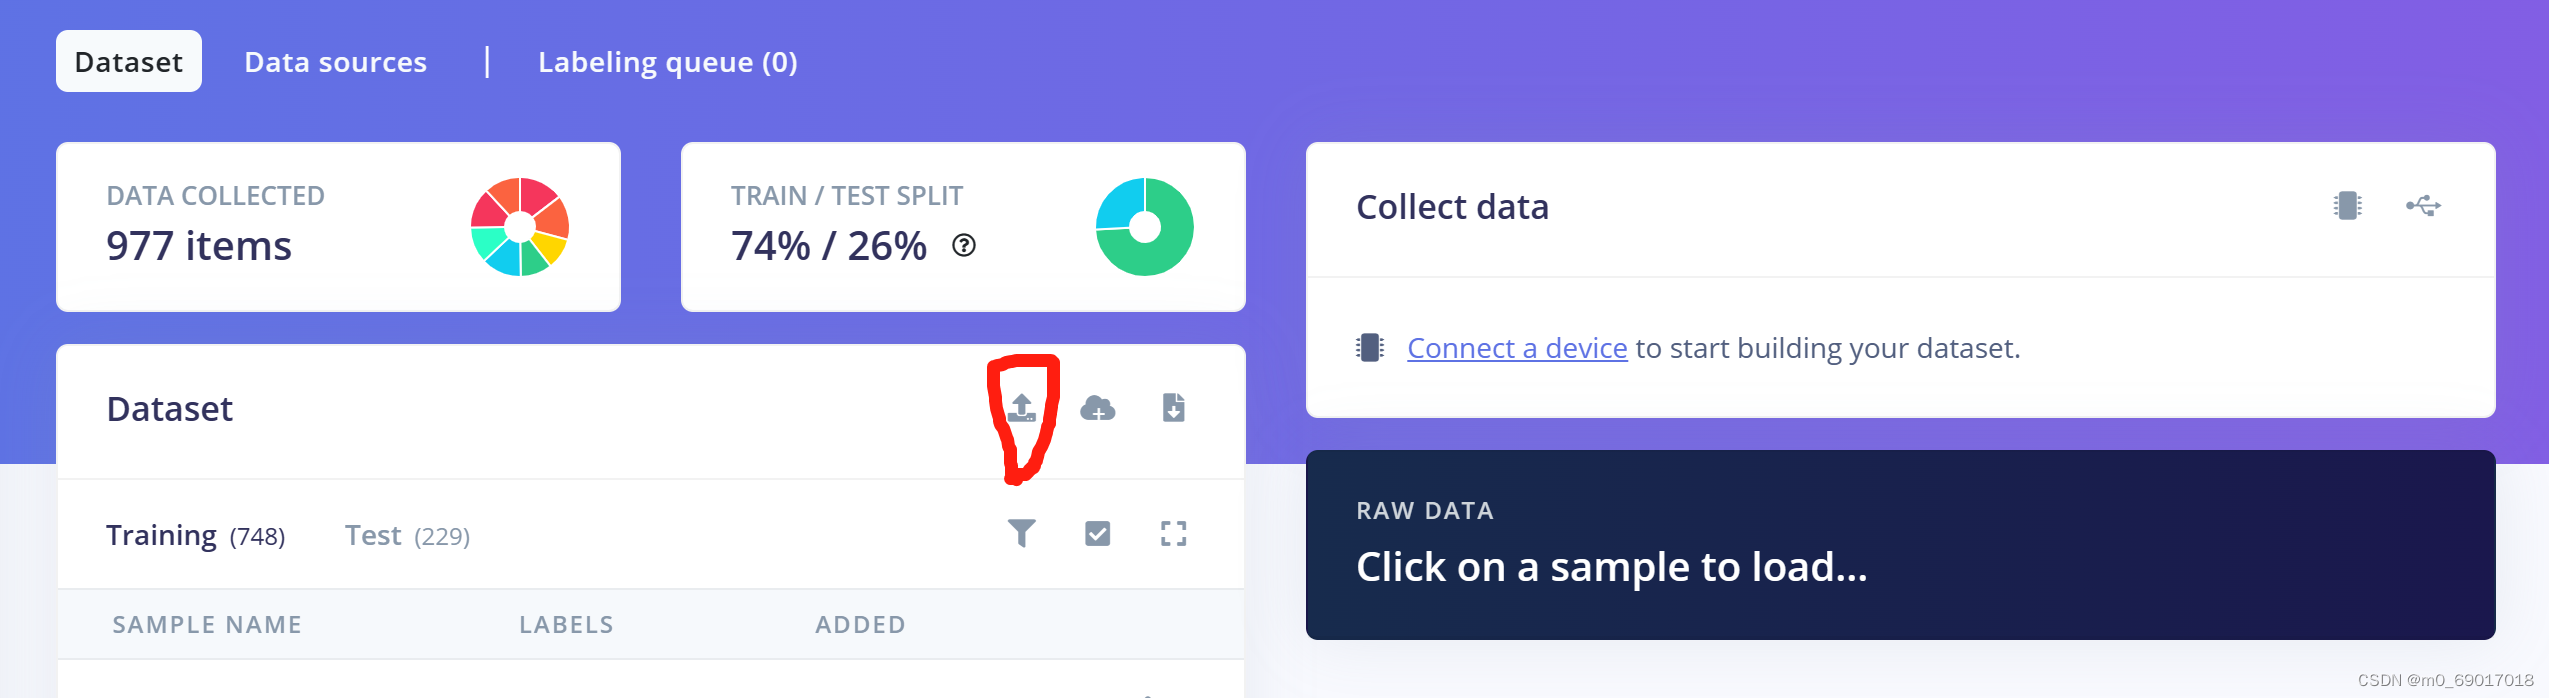 Dataset Data sources | Labeling queue (0)
DATA COLLECTED
977 items
TRAIN / TEST SPLIT
74% / 26%
Collect data
Connect a device to start building your dataset.
Dataset
Training (748) Test (229)
SAMPLE NAME LABELS ADDED
RAW DATA
Click on a sample to load...
CSDN @m0_69017018